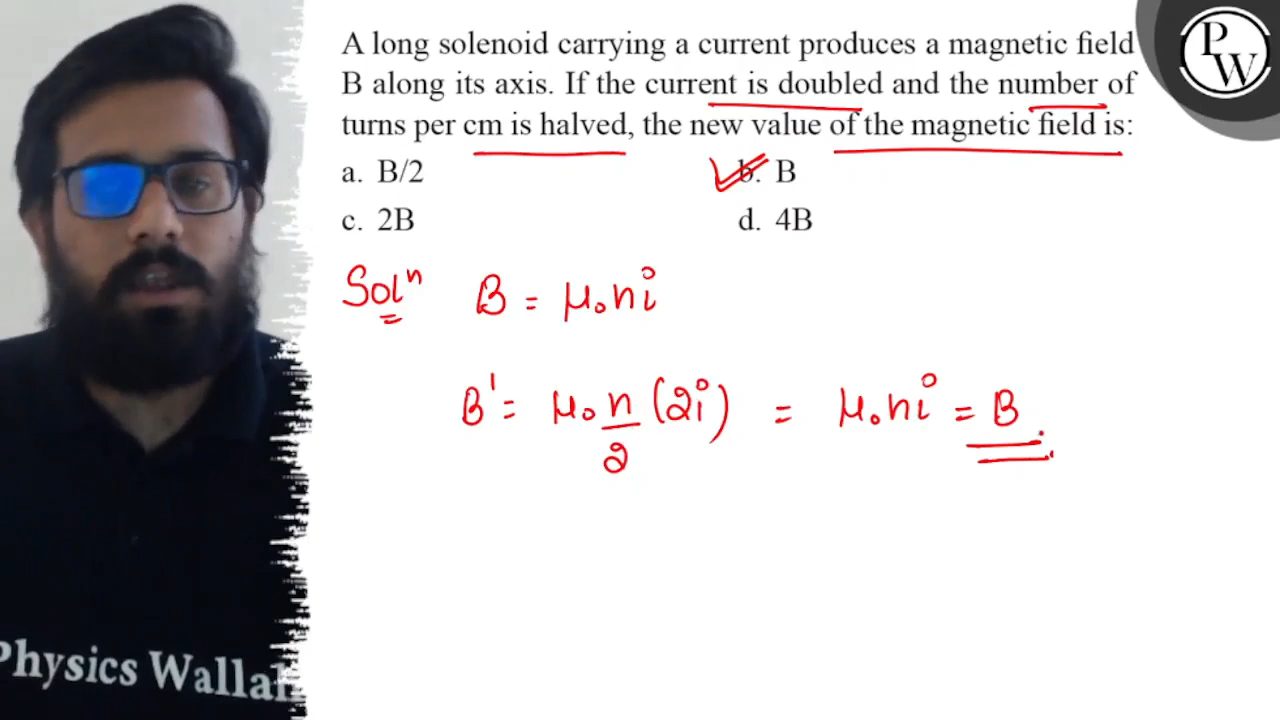 A long solenoid carrying a current produces a magnetic field
B along its axis. If the current is doubled and the number of
turns per cm is halved, the new value of the magnetic field is:
a. B/2
b. B
c. 2B
d. 4B
Solⁿ B = μ₀ni
B' = μ₀ n/2 (2i) = μ₀ni = B
PW
Physics Wallah